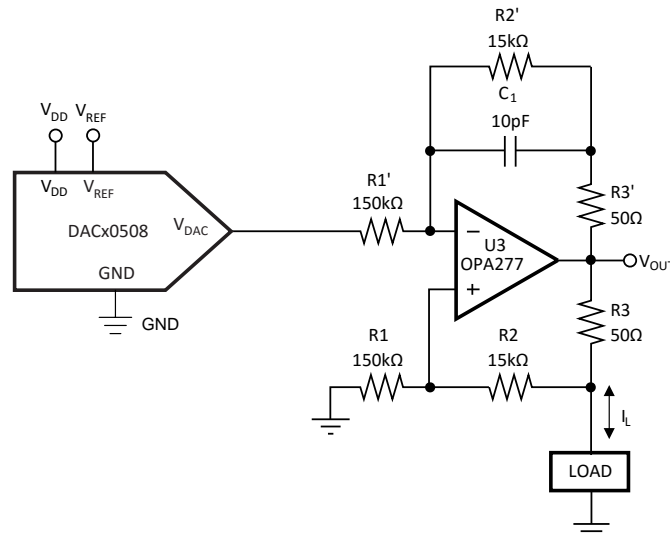 R2'
15kΩ
C1
10pF
VDD VREF
VDD VREF
R1'
150kΩ
R3'
50Ω
DACx0508
VDAC
U3
OPA277
VOUT
GND
GND
R1
150kΩ
R2
15kΩ
R3
50Ω
IL
LOAD
−
+